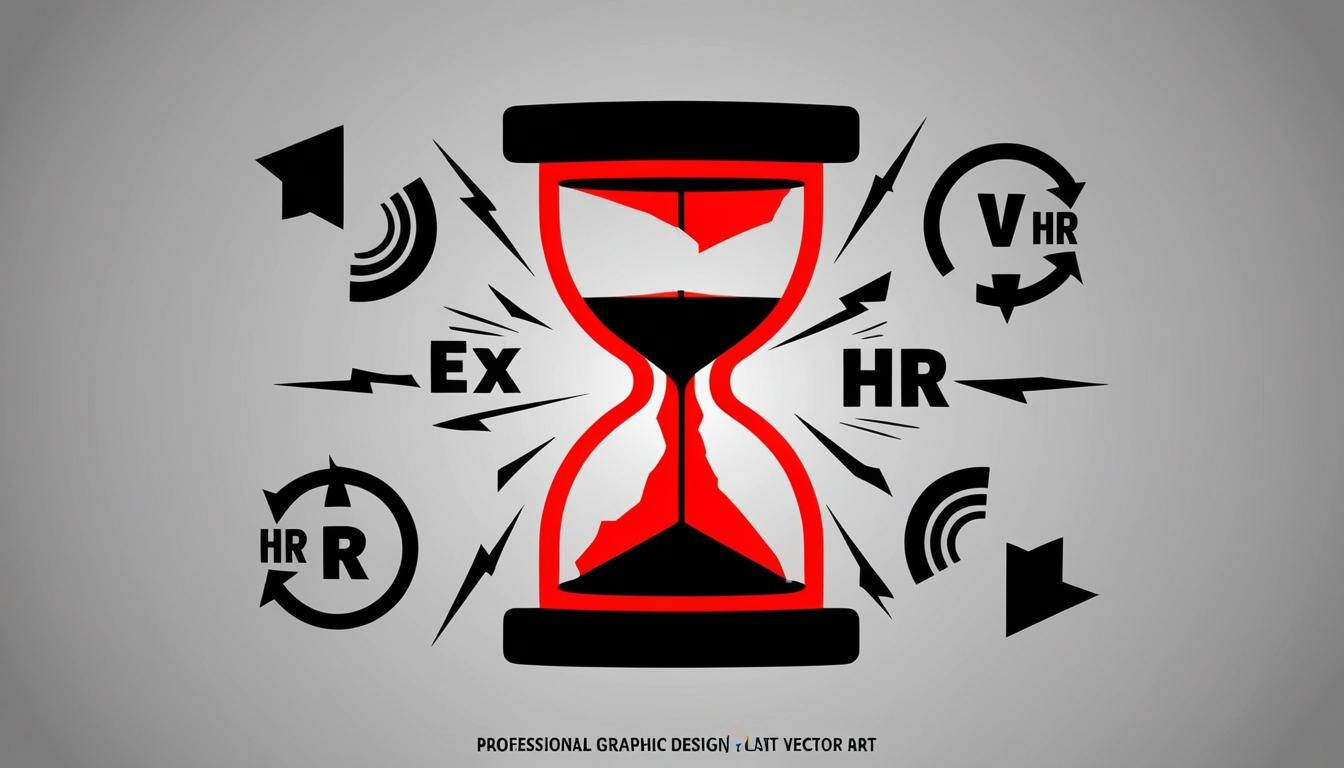 V HR
Ex
HR
HR R
PROFESSIONAL GRAPHIC DESIGN VECTOR ART